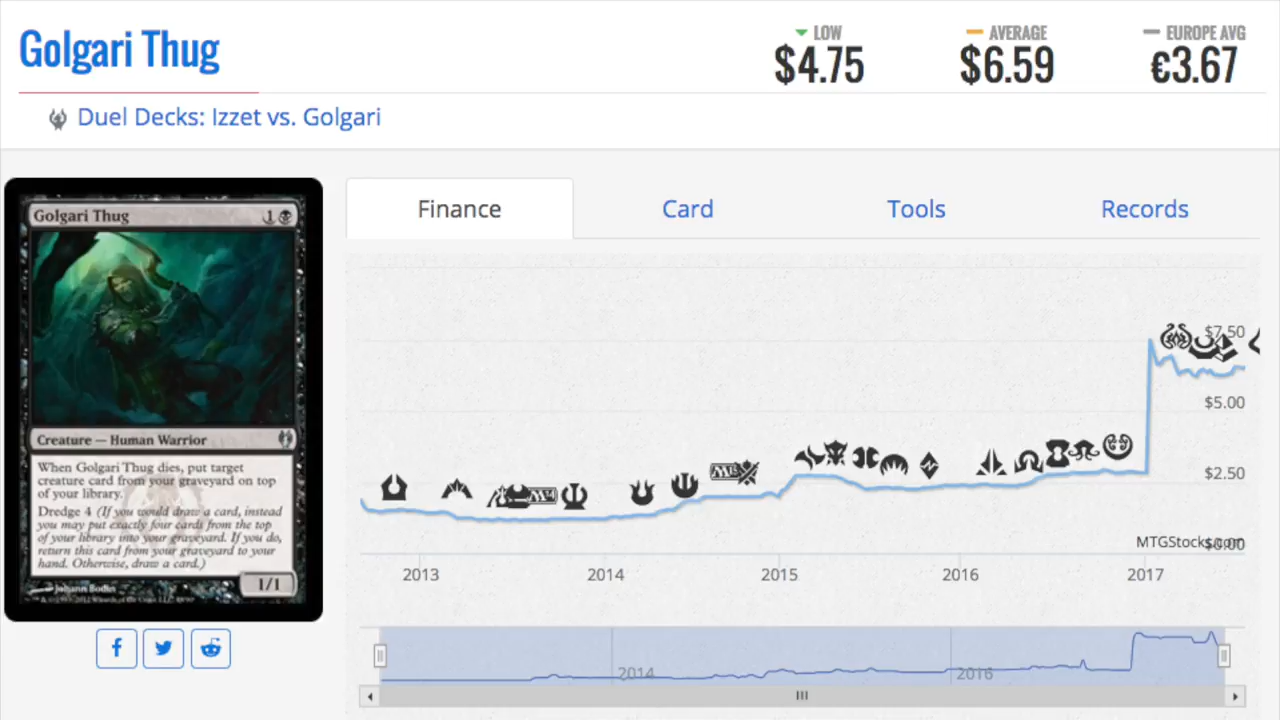 Golgari Thug
LOW
$4.75
AVERAGE
$6.59
EUROPE AVG
€3.67
Duel Decks: Izzet vs. Golgari
Golgari Thug 1
Creature — Human Warrior
When Golgari Thug dies, put target
creature card from your graveyard on top
of your library.
Dredge 4 (If you would draw a card, instead
you may put exactly four cards from the top
of your library into your graveyard. If you do,
return this card from your graveyard to your
hand. Otherwise, draw a card.)
Johann Bodin
1/1
Finance
Card
Tools
Records
$7.50
$5.00
$2.50
$0.00
MTGStocks.com
2013
2014
2015
2016
2017
2014
2016